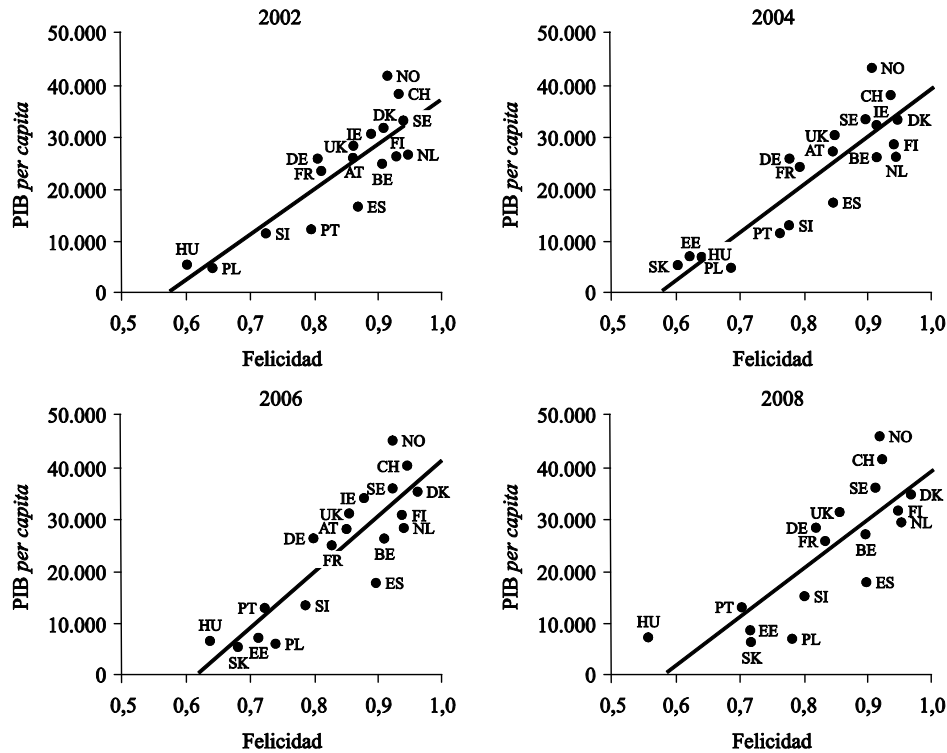 2002
50.000
40.000
30.000
20.000
10.000
0
PIB per capita
NO
CH
DK
SE
IE
UK
FI
NL
DE
AT
FR
BE
ES
SI
PT
HU
PL
0,5 0,6 0,7 0,8 0,9 1,0
Felicidad
2004
50.000
40.000
30.000
20.000
10.000
0
PIB per capita
NO
CH
IE
SE
DK
UK
FI
AT
DE
BE
FR
NL
ES
SI
PT
EE
HU
SK
PL
0,5 0,6 0,7 0,8 0,9 1,0
Felicidad
2006
50.000
40.000
30.000
20.000
10.000
0
PIB per capita
NO
CH
SE
DK
IE
UK
FI
AT
NL
DE
BE
FR
ES
PT
SI
HU
EE
PL
SK
0,5 0,6 0,7 0,8 0,9 1,0
Felicidad
2008
50.000
40.000
30.000
20.000
10.000
0
PIB per capita
NO
CH
SE
DK
UK
FI
NL
DE
FR
BE
ES
SI
PT
HU
EE
PL
SK
0,5 0,6 0,7 0,8 0,9 1,0
Felicidad